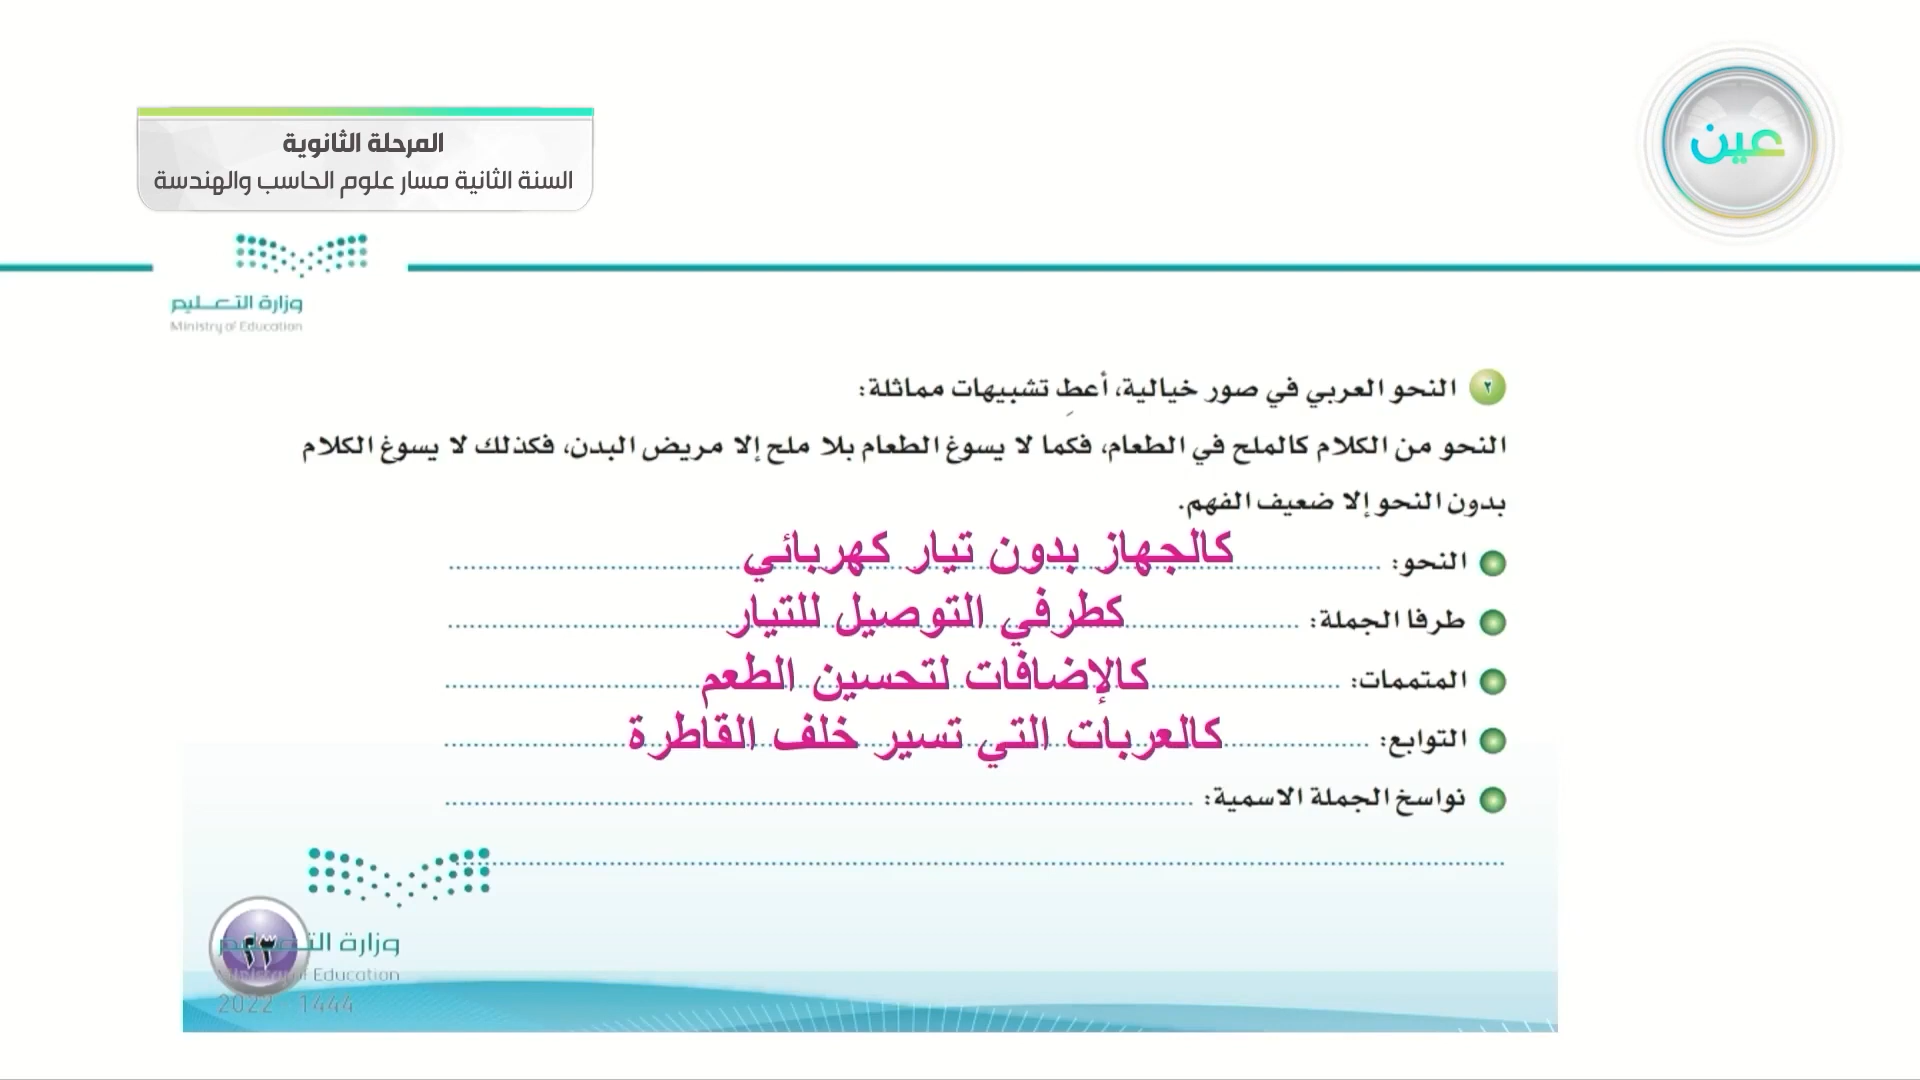 المرحلة الثانوية
السنة الثانية مسار علوم الحاسب والهندسة
عين
وزارة التعليم
Ministry of Education
٢ النحو العربي في صور خيالية، أعطِ تشبيهات مماثلة:
النحو من الكلام كالملح في الطعام، فكما لا يسوغ الطعام بلا ملح إلا مريض البدن، فكذلك لا يسوغ الكلام
بدون النحو إلا ضعيف الفهم.
النحو: كالجهاز بدون تيار كهربائي
طرفا الجملة: كطرفي التوصيل للتيار
المتممات: كالإضافات لتحسين الطعم
التوابع: كالعربات التي تسير خلف القاطرة
نواسخ الجملة الاسمية:
وزارة التعليم
Ministry of Education
2022 - 1444